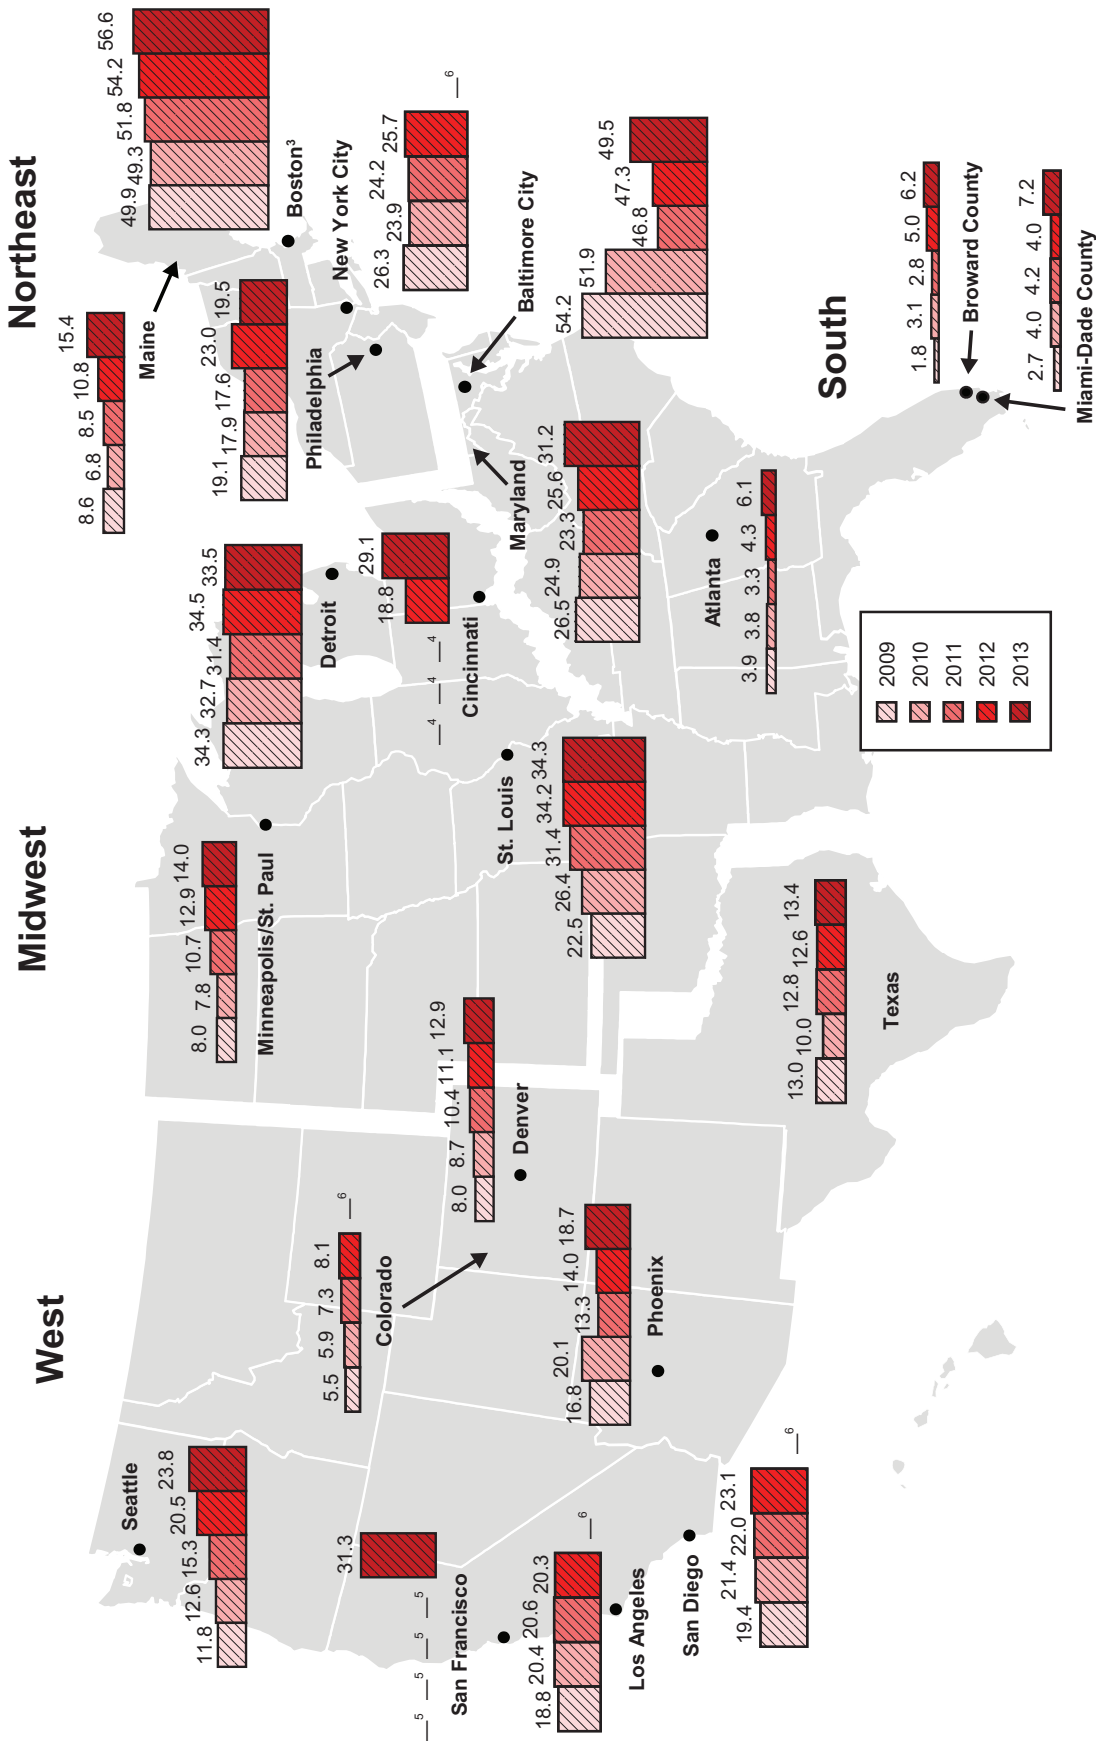 West
Midwest
Northeast
Seattle
11.8 12.6 15.3 20.5 23.8
San Francisco
__5 __5 __5 __5 31.3
Los Angeles
18.8 20.4 20.6 20.3 __6
San Diego
19.4 21.4 22.0 23.1 __6
Colorado
5.5 5.9 7.3 8.1 __6
Denver
8.0 8.7 10.4 11.1 12.9
Phoenix
16.8 20.1 13.3 14.0 18.7
Minneapolis/St. Paul
8.0 7.8 10.7 12.9 14.0
Detroit
34.3 32.7 31.4 34.5 33.5
Cincinnati
__4 __4 __4 18.8 29.1
St. Louis
22.5 26.4 31.4 34.2 34.3
Maine
8.6 6.8 8.5 10.8 15.4
Boston3
49.9 49.3 51.8 54.2 56.6
Philadelphia
19.1 17.9 17.6 23.0 19.5
New York City
26.3 23.9 24.2 25.7 __6
South
Baltimore City
54.2 51.9 46.8 47.3 49.5
Maryland
26.5 24.9 23.3 25.6 31.2
Atlanta
3.9 3.8 3.3 4.3 6.1
Texas
13.0 10.0 12.8 12.6 13.4
Broward County
1.8 3.1 2.8 5.0 6.2
Miami-Dade County
2.7 4.0 4.2 4.0 7.2
2009
2010
2011
2012
2013